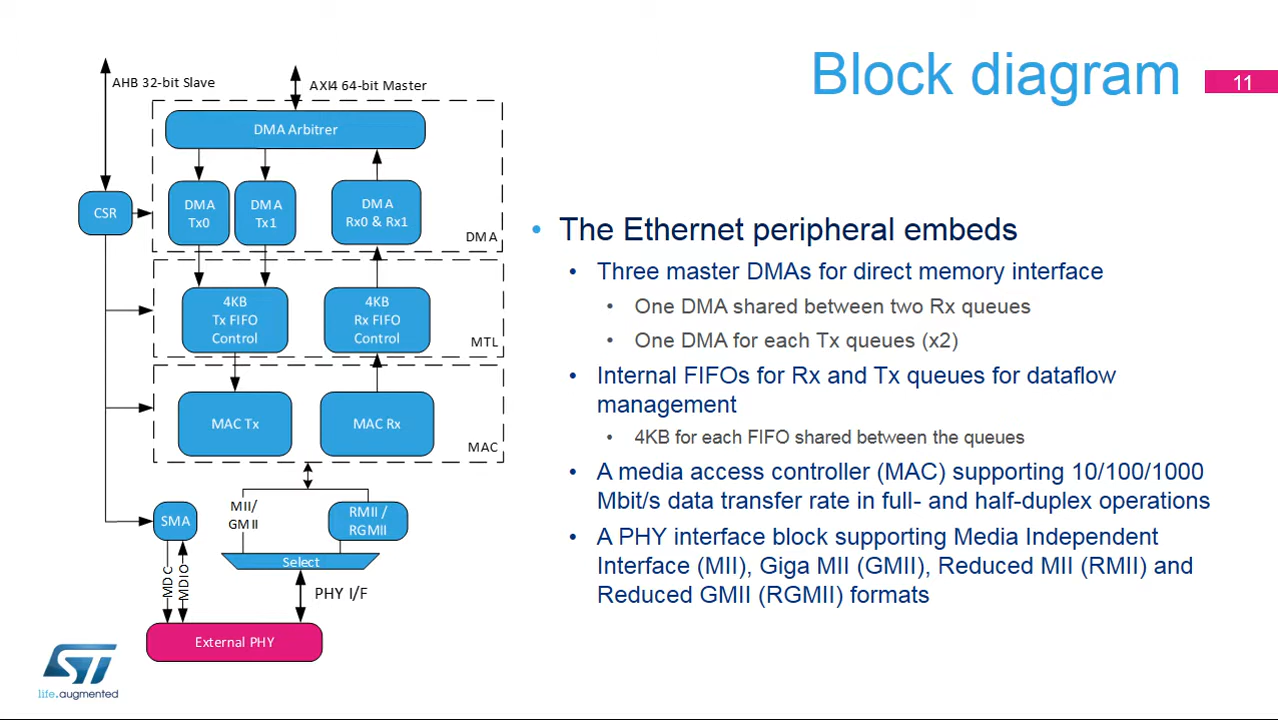 Block diagram
11
AHB 32-bit Slave
AXI4 64-bit Master
DMA Arbitrer
CSR
DMA
Tx0
DMA
Tx1
DMA
Rx0 & Rx1
DMA
4KB
Tx FIFO
Control
4KB
Rx FIFO
Control
MTL
MAC Tx
MAC Rx
MAC
MII/
GMII
RMII /
RGMII
SMA
Select
MDC
MDIO
PHY I/F
External PHY
• The Ethernet peripheral embeds
• Three master DMAs for direct memory interface
• One DMA shared between two Rx queues
• One DMA for each Tx queues (x2)
• Internal FIFOs for Rx and Tx queues for dataflow
management
• 4KB for each FIFO shared between the queues
• A media access controller (MAC) supporting 10/100/1000
Mbit/s data transfer rate in full- and half-duplex operations
• A PHY interface block supporting Media Independent
Interface (MII), Giga MII (GMII), Reduced MII (RMII) and
Reduced GMII (RGMII) formats
ST
life.augmented